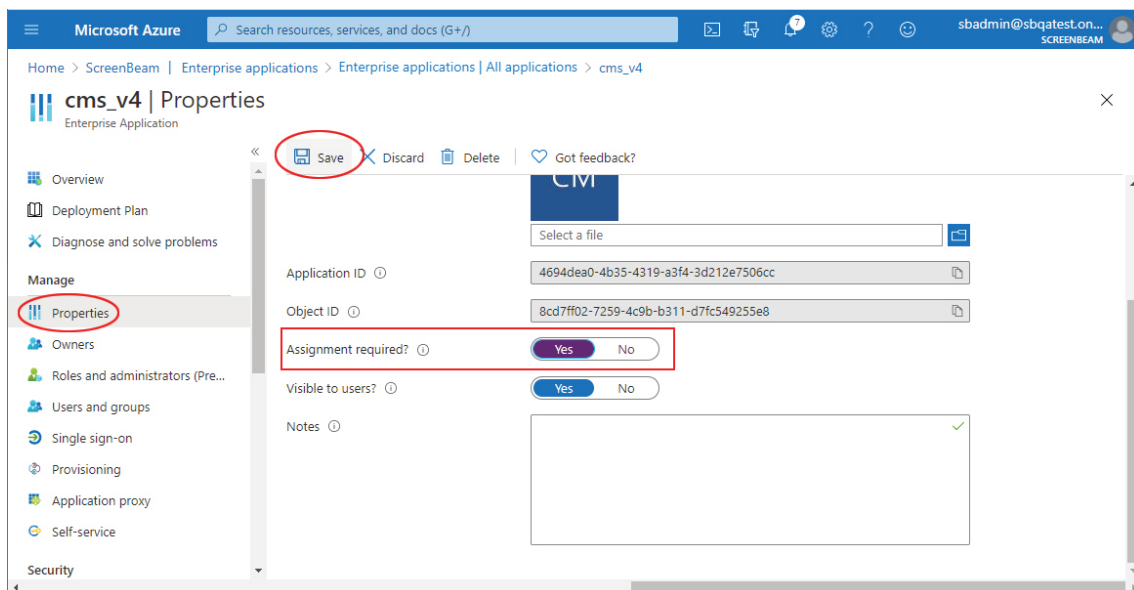 Microsoft Azure
Search resources, services, and docs (G+/)
7
sbadmin@sbqatest.on...
SCREENBEAM
Home > ScreenBeam | Enterprise applications > Enterprise applications | All applications > cms_v4
cms_v4 | Properties
Enterprise Application
Save
Discard
Delete
Got feedback?
Overview
Deployment Plan
Diagnose and solve problems
Manage
Properties
Owners
Roles and administrators (Pre...
Users and groups
Single sign-on
Provisioning
Application proxy
Self-service
Security
CM
Select a file
Application ID
4694dea0-4b35-4319-a3f4-3d212e7506cc
Object ID
8cd7ff02-7259-4c9b-b311-d7fc549255e8
Assignment required?
Yes No
Visible to users?
Yes No
Notes